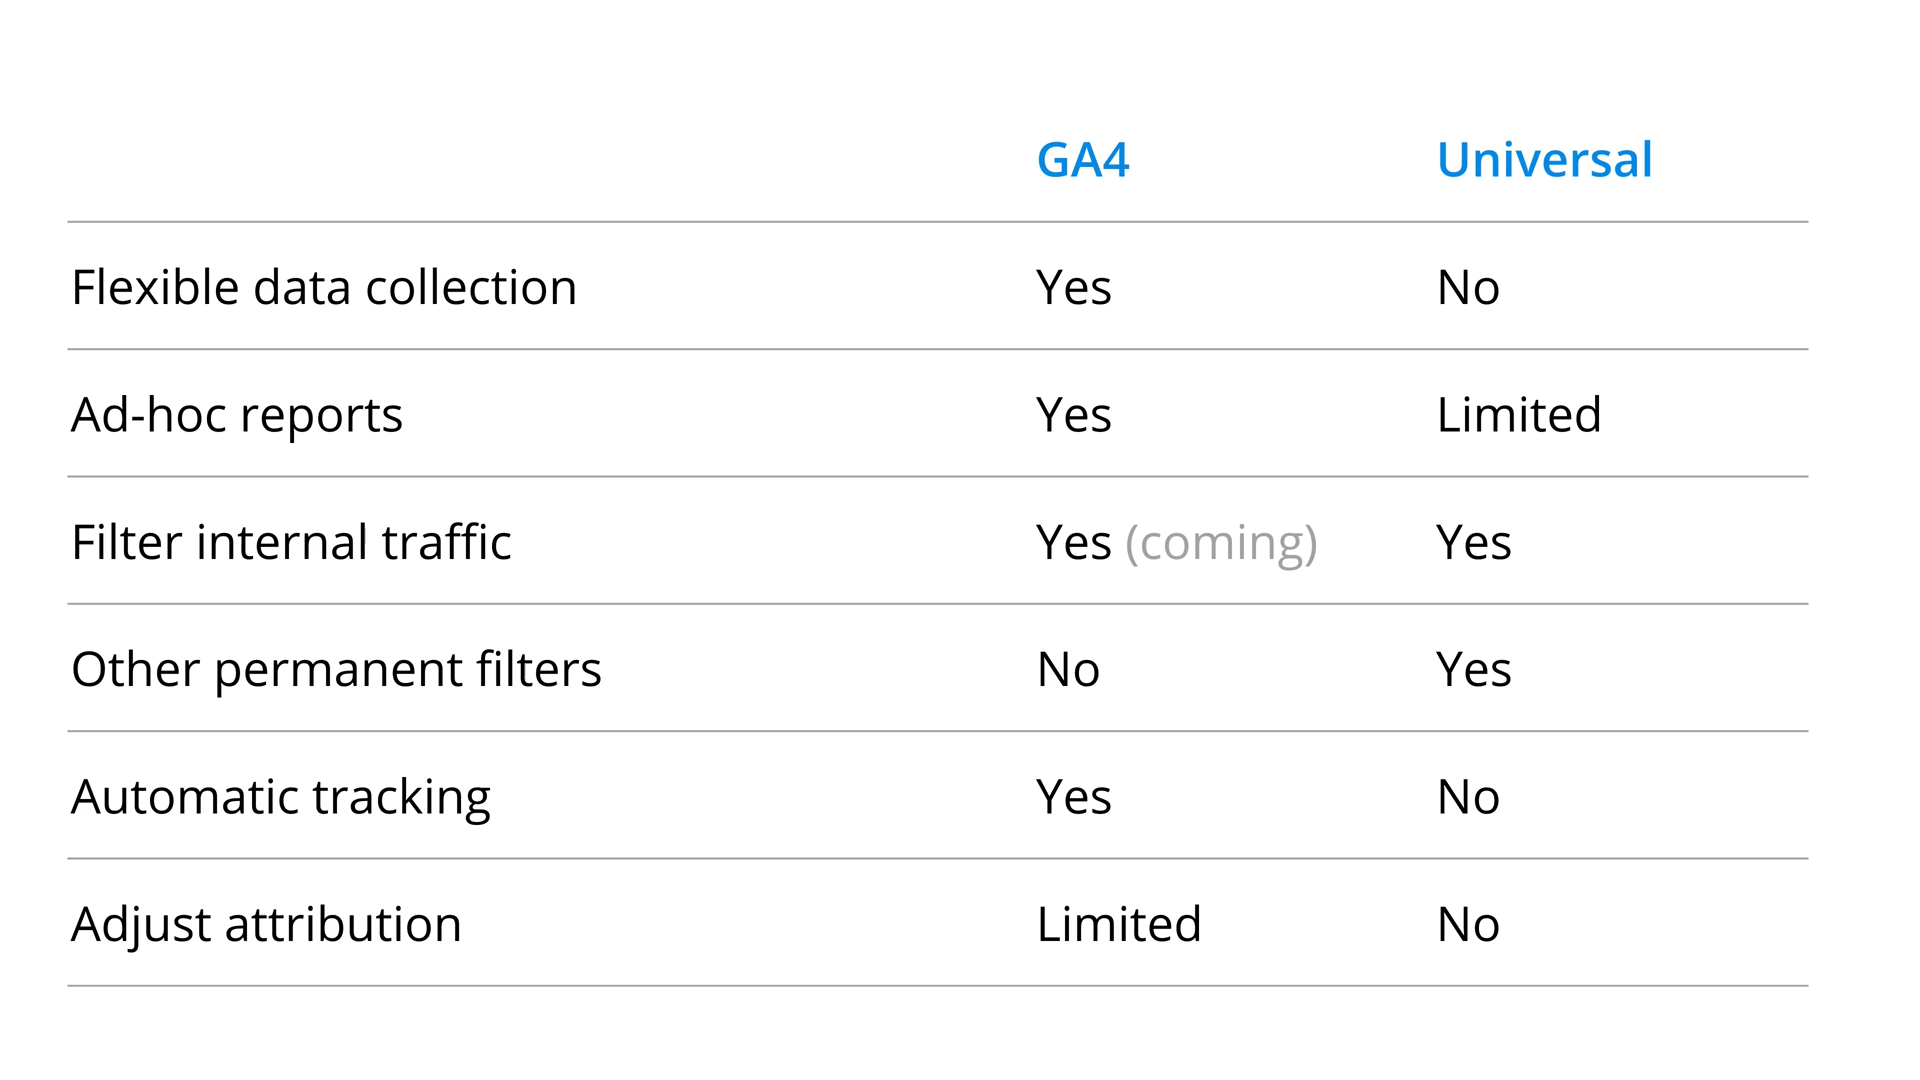 GA4 Universal
Flexible data collection Yes No
Ad-hoc reports Yes Limited
Filter internal traffic Yes (coming) Yes
Other permanent filters No Yes
Automatic tracking Yes No
Adjust attribution Limited No